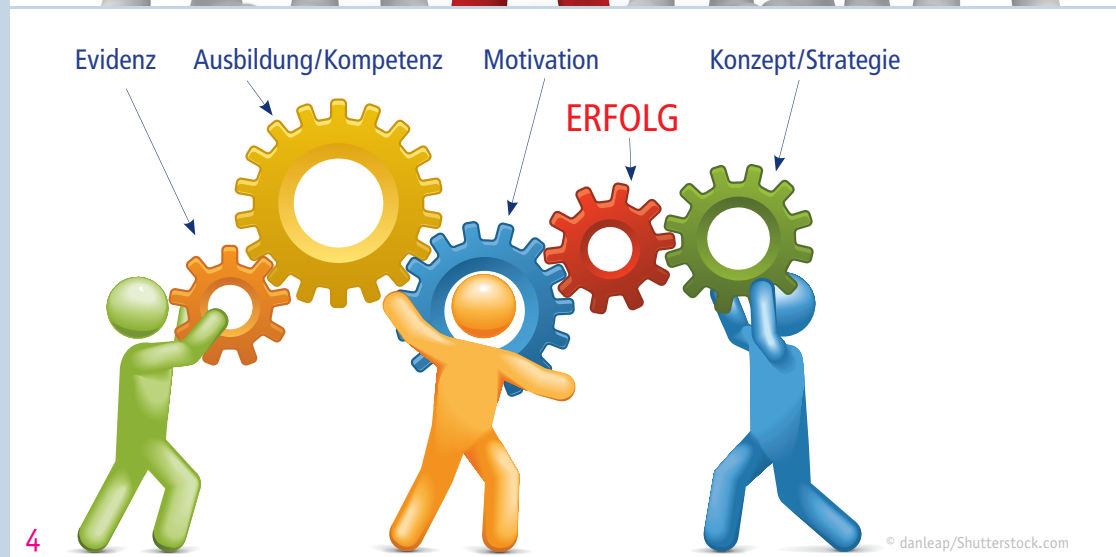 Evidenz Ausbildung/Kompetenz Motivation Konzept/Strategie
ERFOLG
4
© danleap/Shutterstock.com